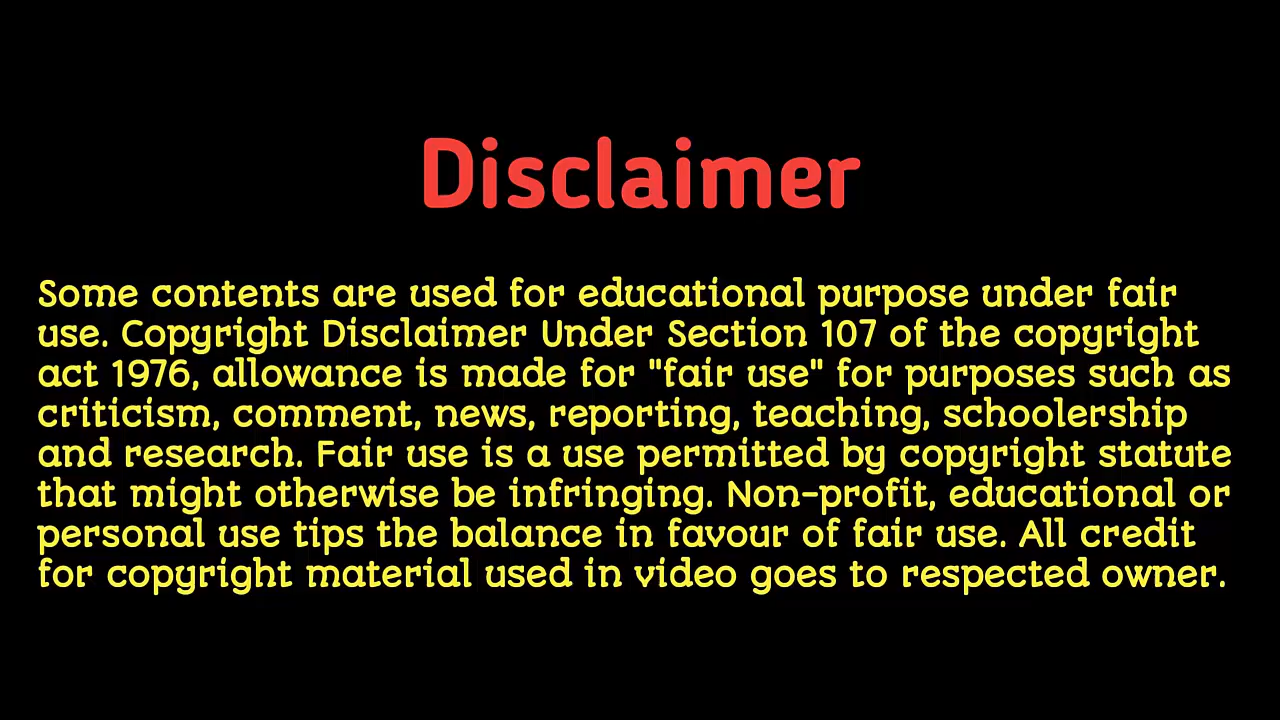 Disclaimer
Some contents are used for educational purpose under fair
use. Copyright Disclaimer Under Section 107 of the copyright
act 1976, allowance is made for "fair use" for purposes such as
criticism, comment, news, reporting, teaching, schoolership
and research. Fair use is a use permitted by copyright statute
that might otherwise be infringing. Non-profit, educational or
personal use tips the balance in favour of fair use. All credit
for copyright material used in video goes to respected owner.